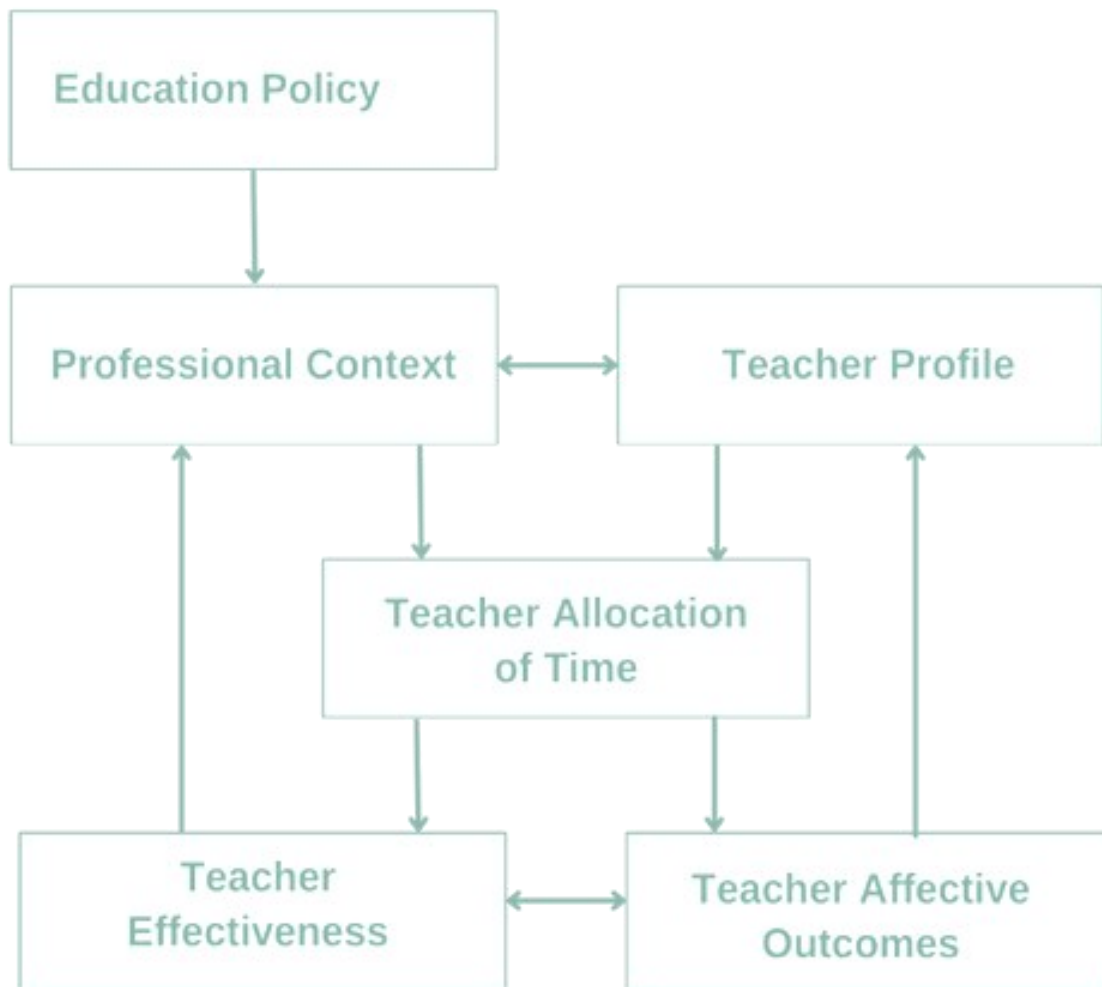 Education Policy
Professional Context
Teacher Profile
Teacher Allocation
of Time
Teacher
Effectiveness
Teacher Affective
Outcomes